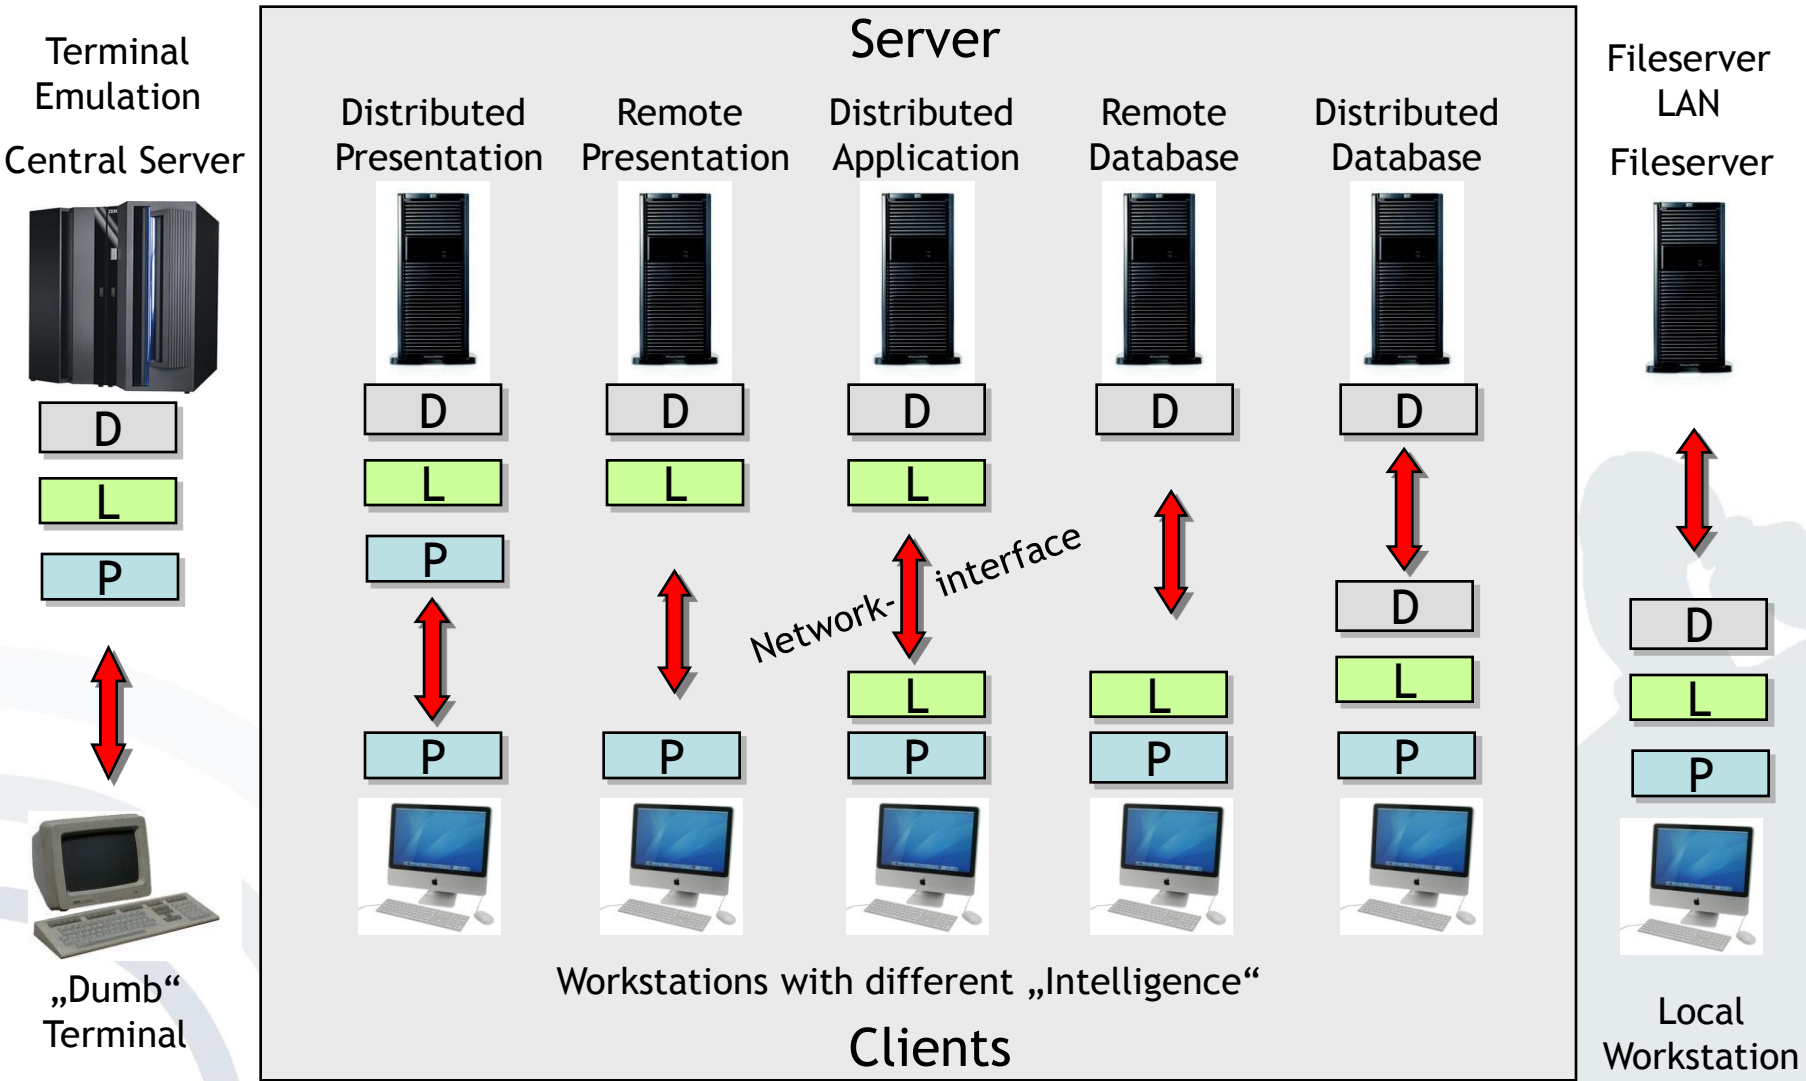 Server
Terminal
Emulation
Central Server
Distributed
Presentation
Remote
Presentation
Distributed
Application
Remote
Database
Distributed
Database
Fileserver
LAN
Fileserver
IBM
D
L
P
D
L
P
P
D
L
P
D
L
L
P
D
L
P
D
D
L
P
D
L
P
Network-
interface
„Dumb“
Terminal
Workstations with different „Intelligence“
Clients
Local
Workstation